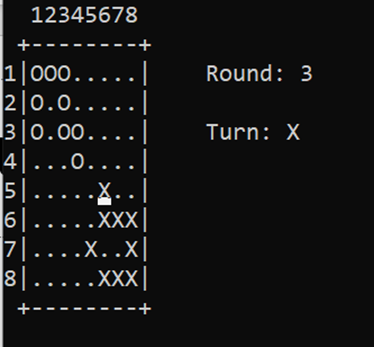 12345678
 +--------+
1|OOO.....|    Round: 3
2|O.O.....|
3|O.OO....|    Turn: X
4|...O....|
5|.....X..|
6|.....XXX|
7|....X..X|
8|.....XXX|
 +--------+